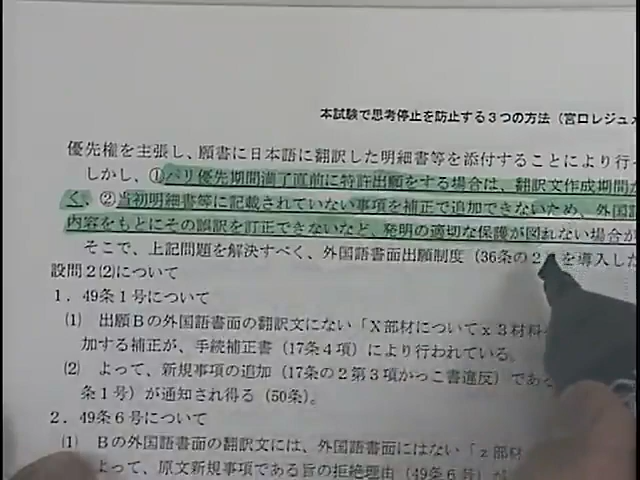 本試験で思考停止を防止する3つの方法（宮口レジュメ
優先権を主張し、願書に日本語に翻訳した明細書等を添付することにより行っ
しかし、①パリ優先期間満了直前に特許出願をする場合は、翻訳文作成期間が
く、②当初明細書等に記載されていない事項を補正で追加できないため、外国語
内容をもとにその誤訳を訂正できないなど、発明の適切な保護が図れない場合が
そこで、上記問題を解決すべく、外国語書面出願制度（36条の2 を導入した
設問2(2)について
1．49条1号について
(1) 出願Bの外国語書面の翻訳文にない「X部材についてx3材料
加する補正が、手続補正書（17条4項）により行われている。
(2) よって、新規事項の追加（17条の2第3項かっこ書違反）であ
条1号）が通知され得る（50条）。
2．49条6号について
(1) Bの外国語書面の翻訳文には、外国語書面にはない「z部材
よって、原文新規事項である旨の拒絶理由（49条6号）が